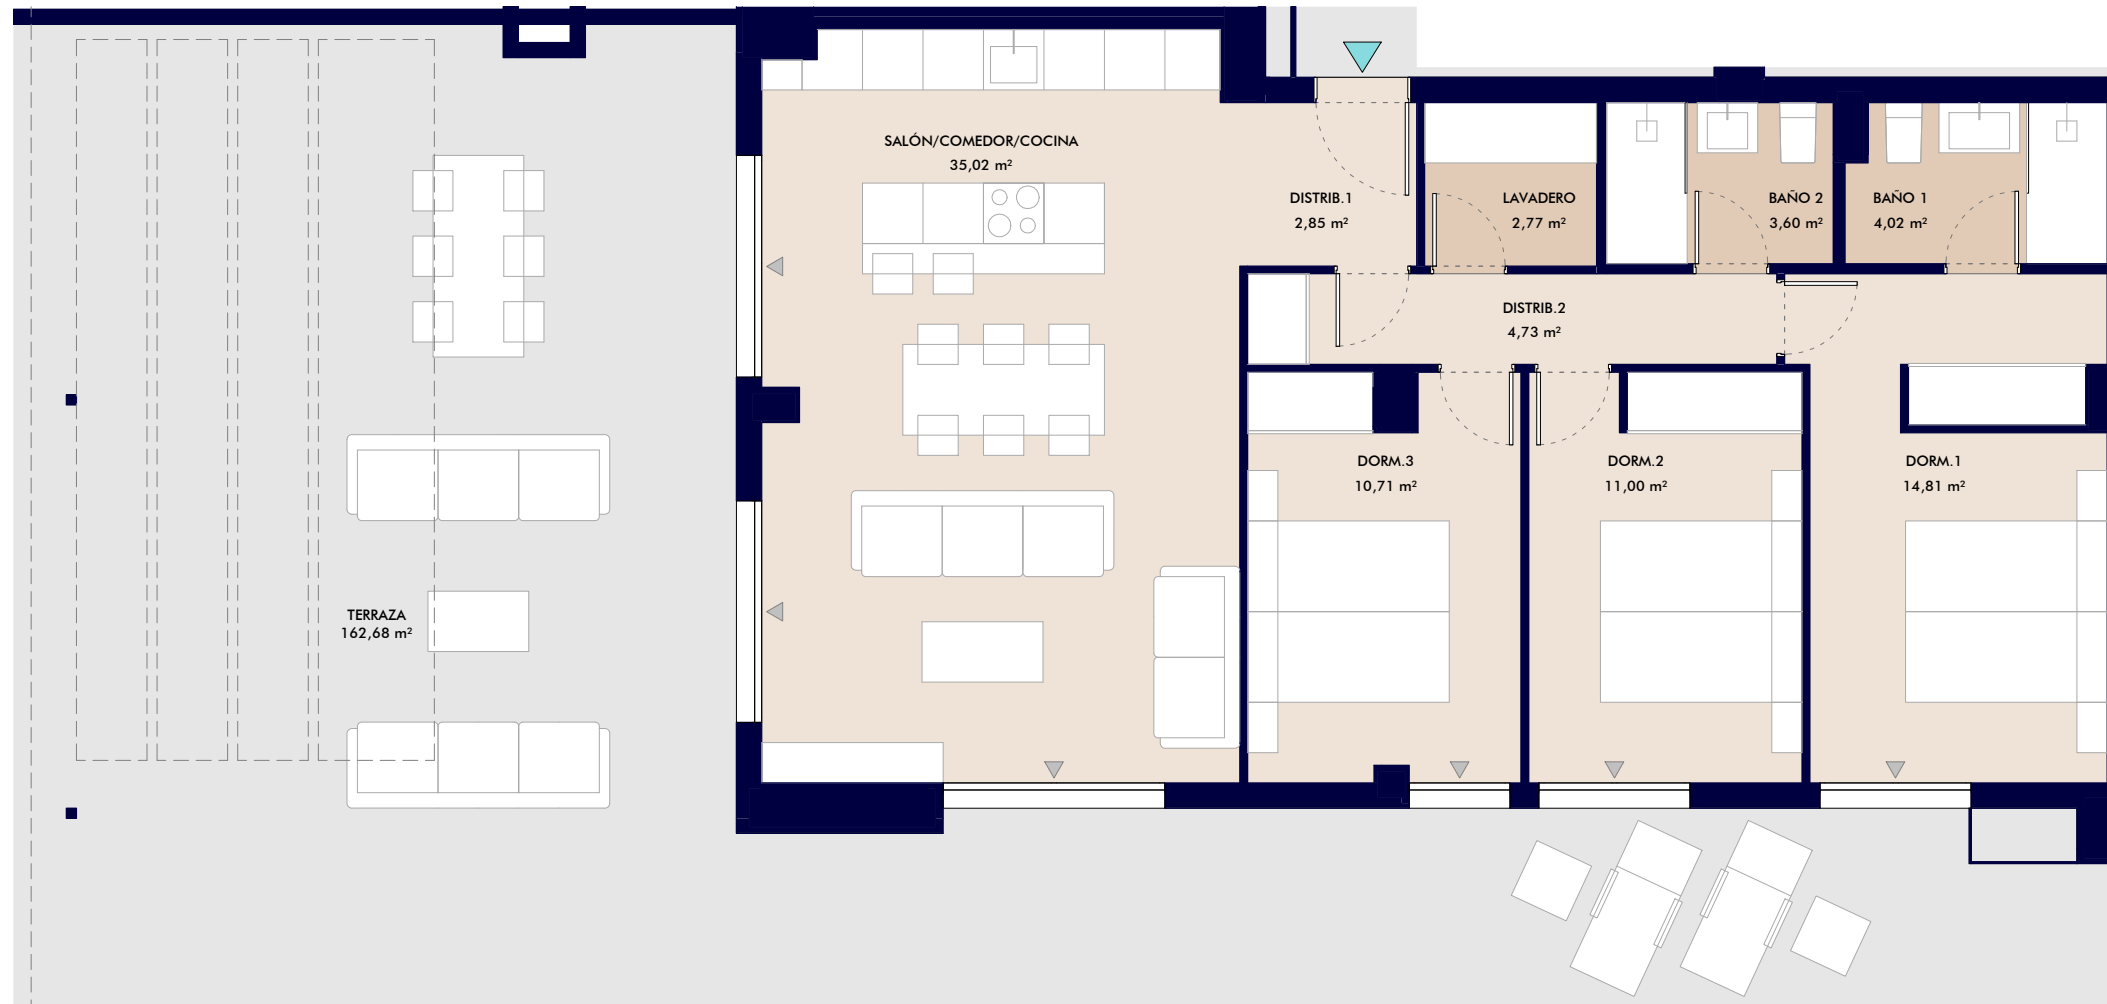 SALÓN/COMEDOR/COCINA
35,02 m²
DISTRIB.1
2,85 m²
LAVADERO
2,77 m²
BAÑO 2
3,60 m²
BAÑO 1
4,02 m²
DISTRIB.2
4,73 m²
DORM.3
10,71 m²
DORM.2
11,00 m²
DORM.1
14,81 m²
TERRAZA
162,68 m²